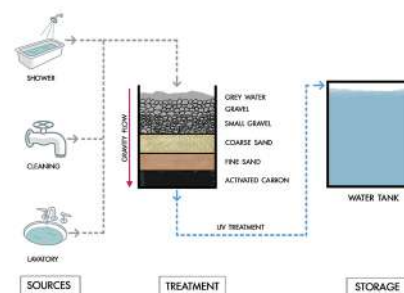 SHOWER
CLEANING
LAVATORY
SOURCES
GRAVITY FLOW
GREY WATER
GRAVEL
SMALL GRAVEL
COARSE SAND
FINE SAND
ACTIVATED CARBON
UV TREATMENT
TREATMENT
WATER TANK
STORAGE